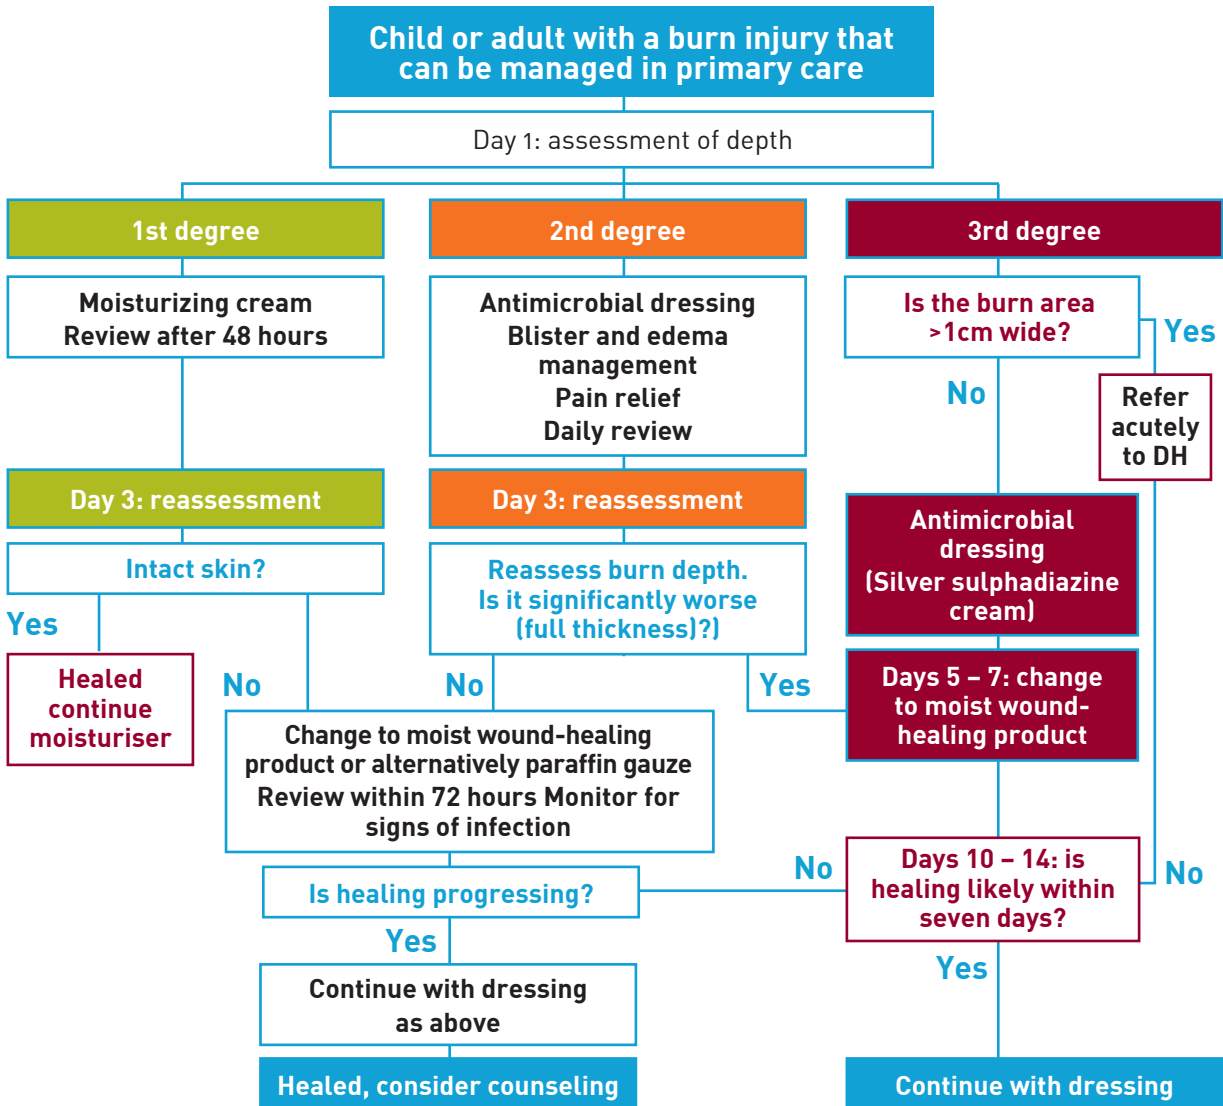 Child or adult with a burn injury that
can be managed in primary care
Day 1: assessment of depth
1st degree
2nd degree
3rd degree
Moisturizing cream
Review after 48 hours
Antimicrobial dressing
Blister and edema
management
Pain relief
Daily review
Is the burn area
>1cm wide?
Yes
No
Refer
acutely
to DH
Day 3: reassessment
Day 3: reassessment
Antimicrobial
dressing
(Silver sulphadiazine
cream)
Intact skin?
Reassess burn depth.
Is it significantly worse
(full thickness)?)
Yes
Healed
continue
moisturiser
No
No
Yes
Days 5 – 7: change
to moist wound-
healing product
Change to moist wound-healing
product or alternatively paraffin gauze
Review within 72 hours Monitor for
signs of infection
Is healing progressing?
No
Days 10 – 14: is
healing likely within
seven days?
No
Yes
Yes
Continue with dressing
as above
Healed, consider counseling
Continue with dressing